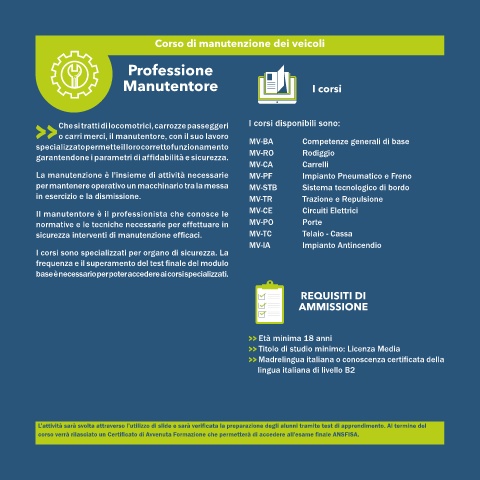 Corso di manutenzione dei veicoli
Professione
Manutentore
Che si tratti di locomotrici, carrozze passeggeri
o carri merci, il manutentore, con il suo lavoro
specializzato permette il loro corretto funzionamento
garantendone i parametri di affidabilità e sicurezza.
La manutenzione è l'insieme di attività necessarie
per mantenere operativo un macchinario tra la messa
in esercizio e la dismissione.
Il manutentore è il professionista che conosce le
normative e le tecniche necessarie per effettuare in
sicurezza interventi di manutenzione efficaci.
I corsi sono specializzati per organo di sicurezza. La
frequenza e il superamento del test finale del modulo
base è necessario per poter accedere ai corsi specializzati.
I corsi
I corsi disponibili sono:
MV-BA Competenze generali di base
MV-RO Rodiggio
MV-CA Carrelli
MV-PF Impianto Pneumatico e Freno
MV-STB Sistema tecnologico di bordo
MV-TR Trazione e Repulsione
MV-CE Circuiti Elettrici
MV-PO Porte
MV-TC Telaio - Cassa
MV-IA Impianto Antincendio
REQUISITI DI
AMMISSIONE
>> Età minima 18 anni
>> Titolo di studio minimo: Licenza Media
>> Madrelingua italiana o conoscenza certificata della
lingua italiana di livello B2
L'attività sarà svolta attraverso l'utilizzo di slide e sarà verificata la preparazione degli alunni tramite test di apprendimento. Al termine del
corso verrà rilasciato un Certificato di Avvenuta Formazione che permetterà di accedere all'esame finale ANSFISA.